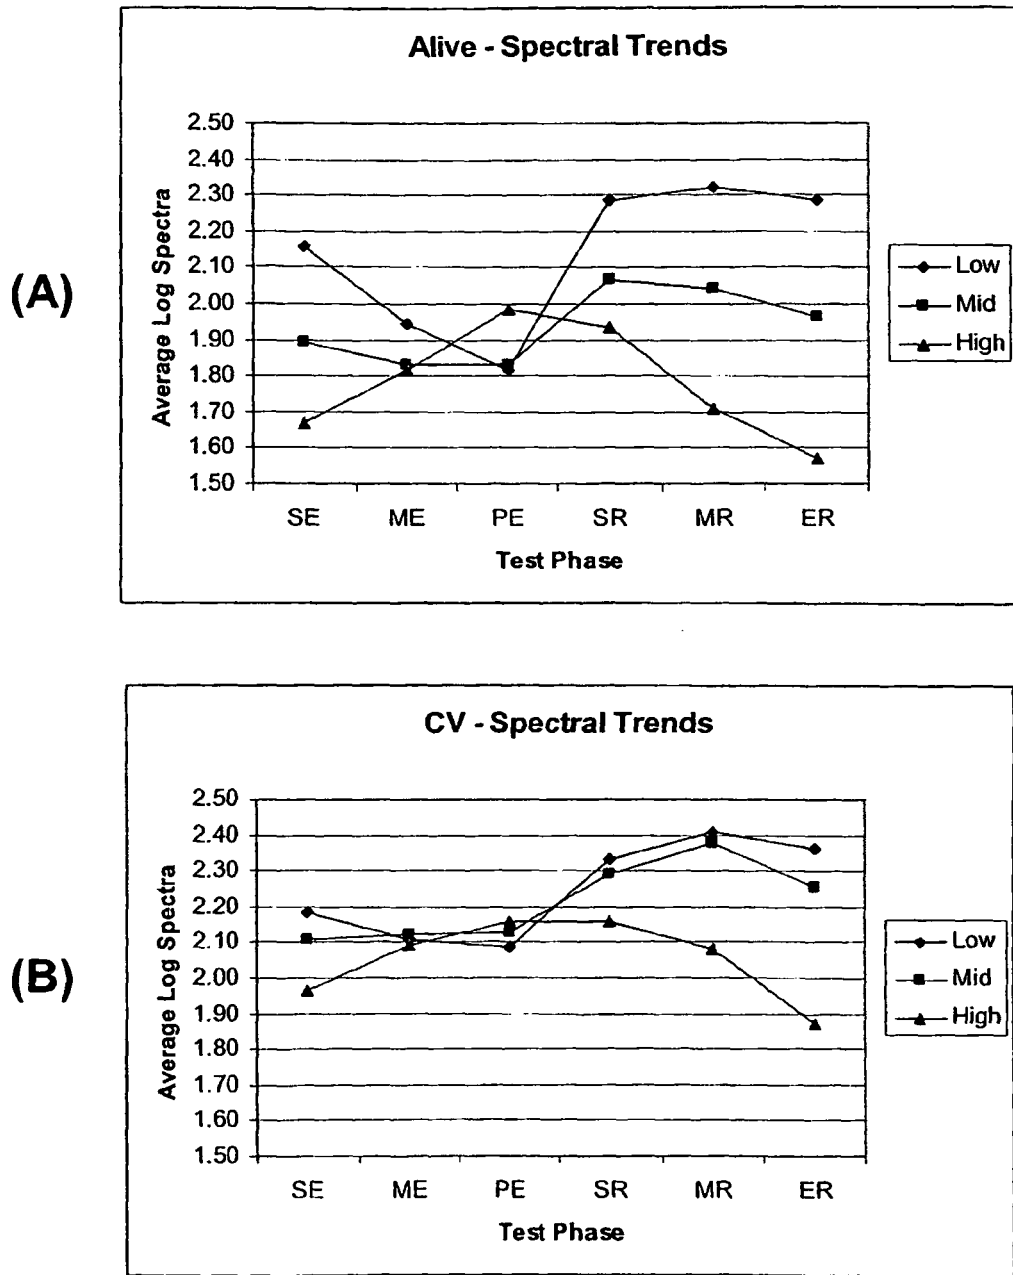 (A)
Alive - Spectral Trends
Average Log Spectra
2.50
2.40
2.30
2.20
2.10
2.00
1.90
1.80
1.70
1.60
1.50
SE ME PE SR MR ER
Test Phase
Low
Mid
High
(B)
CV - Spectral Trends
Average Log Spectra
2.50
2.40
2.30
2.20
2.10
2.00
1.90
1.80
1.70
1.60
1.50
SE ME PE SR MR ER
Test Phase
Low
Mid
High